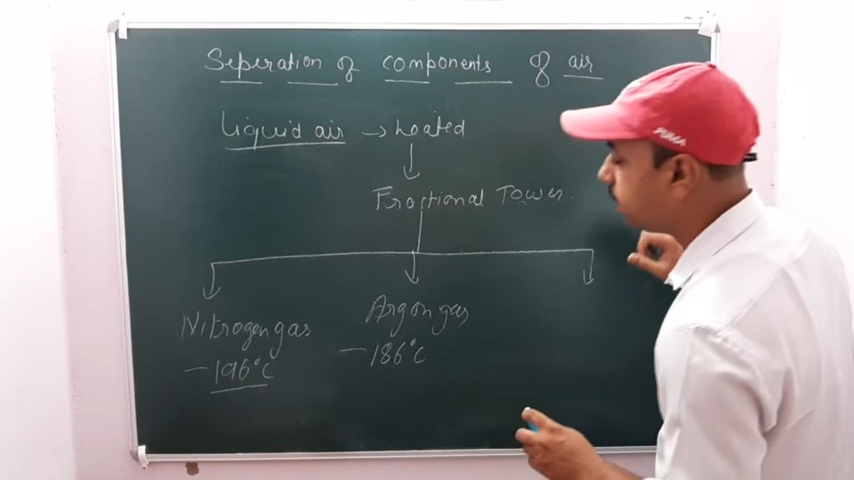 Seperation of components of air
Liquid air → heated
Fractional Tower.
Nitrogen gas
Argon gas
-196°C
-186°C
PUMA